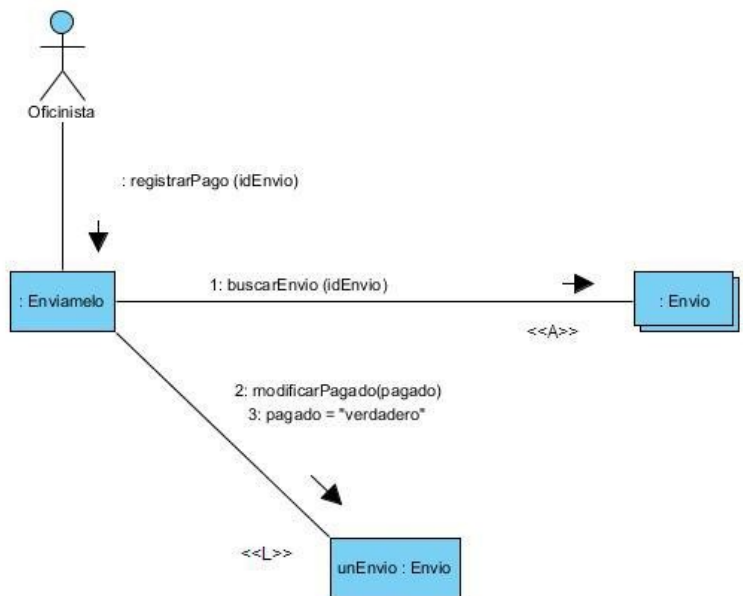 Oficinista
: registrarPago (idEnvio)
: Enviamelo
1: buscarEnvio (idEnvio)
: Envio
<<A>>
2: modificarPagado(pagado)
3: pagado = "verdadero"
<<L>>
unEnvio : Envio